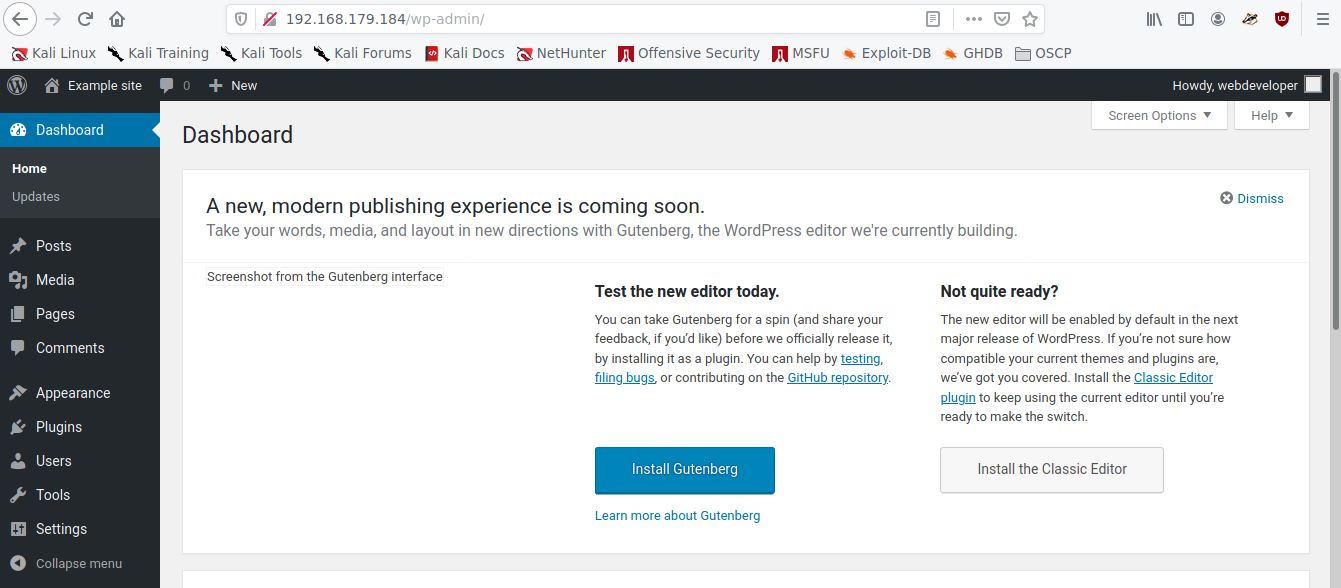 192.168.179.184/wp-admin/
Kali Linux Kali Training Kali Tools Kali Forums Kali Docs NetHunter Offensive Security MSFU Exploit-DB GHDB OSCP
Example site 0 New Howdy, webdeveloper
Dashboard
Home
Updates
Posts
Media
Pages
Comments
Appearance
Plugins
Users
Tools
Settings
Collapse menu
Screen Options Help
Dashboard
A new, modern publishing experience is coming soon.
Dismiss
Take your words, media, and layout in new directions with Gutenberg, the WordPress editor we're currently building.
Screenshot from the Gutenberg interface
Test the new editor today.
You can take Gutenberg for a spin (and share your
feedback, if you'd like) before we officially release it,
by installing it as a plugin. You can help by testing,
filing bugs, or contributing on the GitHub repository.
Install Gutenberg
Learn more about Gutenberg
Not quite ready?
The new editor will be enabled by default in the next
major release of WordPress. If you're not sure how
compatible your current themes and plugins are,
we've got you covered. Install the Classic Editor
plugin to keep using the current editor until you're
ready to make the switch.
Install the Classic Editor